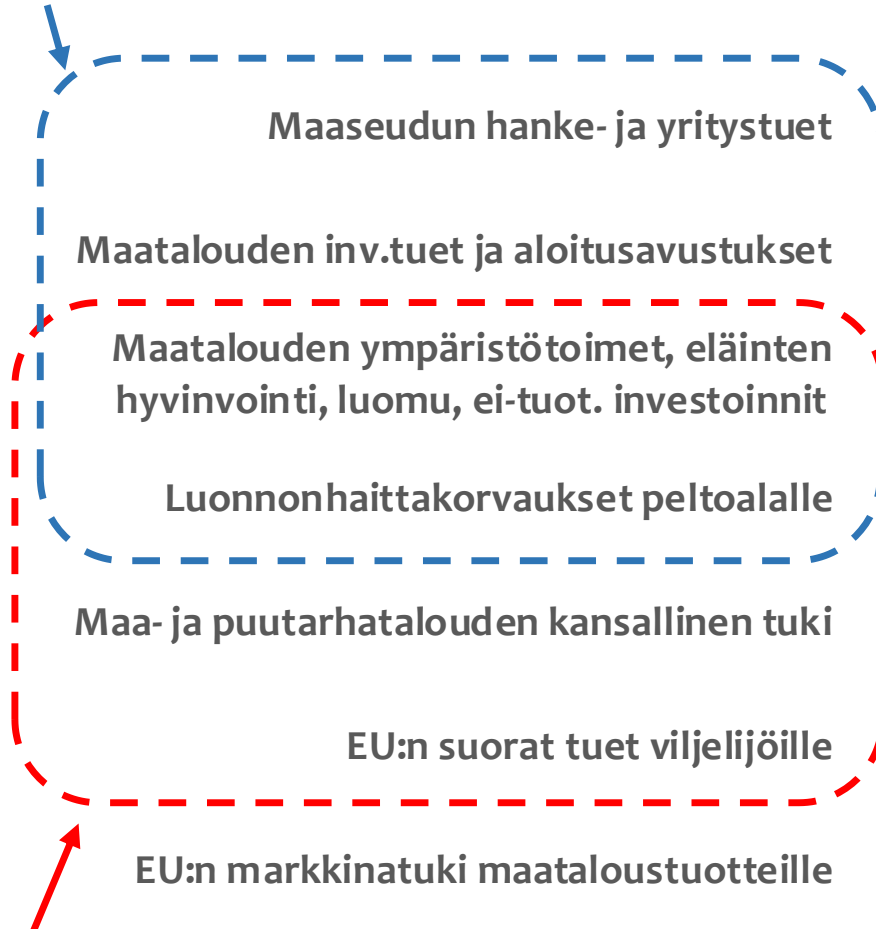 Maaseudun hanke- ja yritystuet
Maatalouden inv.tuet ja aloitusavustukset
Maatalouden ympäristötoimet, eläinten
hyvinvointi, luomu, ei-tuot. investoinnit
Luonnonhaittakorvaukset peltoalalle
Maa- ja puutarhatalouden kansallinen tuki
EU:n suorat tuet viljelijöille
EU:n markkinatuki maataloustuotteille